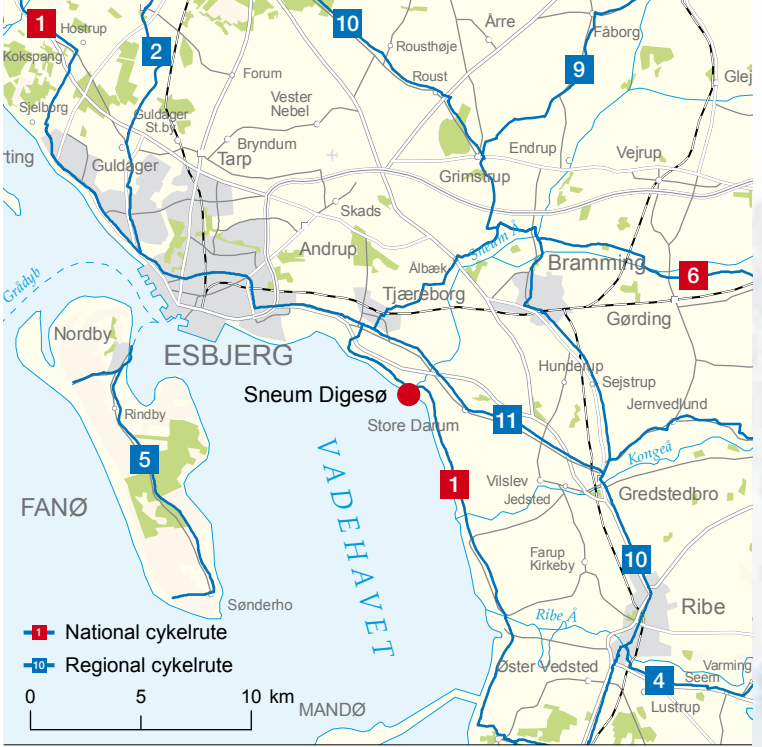 1
Hostrup
Kokspang
2
10
Årre
Fåborg
Rousthøje
Roust
9
Forum
Vester
Nebel
Glej
Sjelborg
Guldager
St.by
rting
Guldager
Tarp
Bryndum
Endrup
Vejrup
Grimstrup
Skads
Andrup
Sneum Å
Ålbæk
Bramming
6
Grådyb
Tjæreborg
Gørding
Nordby
ESBJERG
Hunderup
Sejstrup
Sneum Digesø
Jernvedlund
Rindby
Store Darum
11
5
Kongeå
VADEHAVET
1
Vilslev
Jedsted
Gredstedbro
FANØ
Farup
Kirkeby
10
Sønderho
Ribe Å
Ribe
1 National cykelrute
10 Regional cykelrute
Øster Vedsted
Varming
Seem
4
Lustrup
0 5 10 km
MANDØ